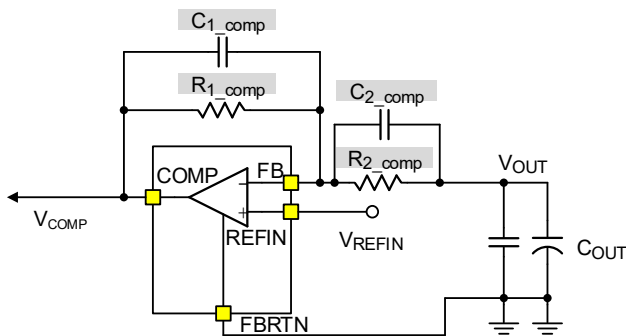 C1_comp
R1_comp
C2_comp
R2_comp
COMP
FB
VOUT
−
+
VCOMP
REFIN
VREFIN
COUT
FBRTN